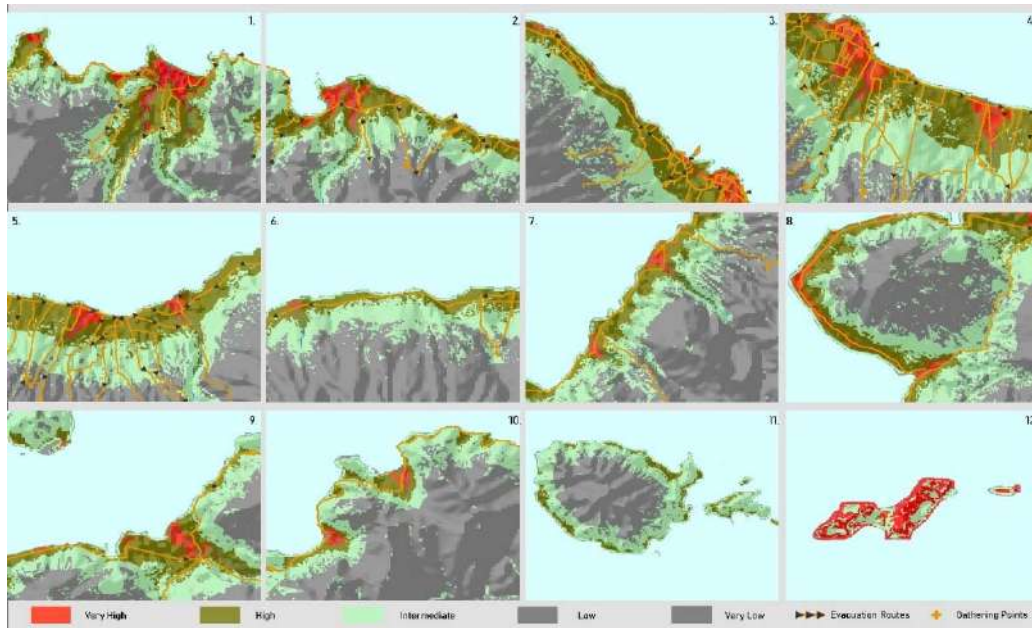 1.
2.
3.
4.
5.
6.
7.
8.
9.
10.
11.
12.
Very High
High
Intermediate
Low
Very Low
Evacuation Routes
Gathering Points